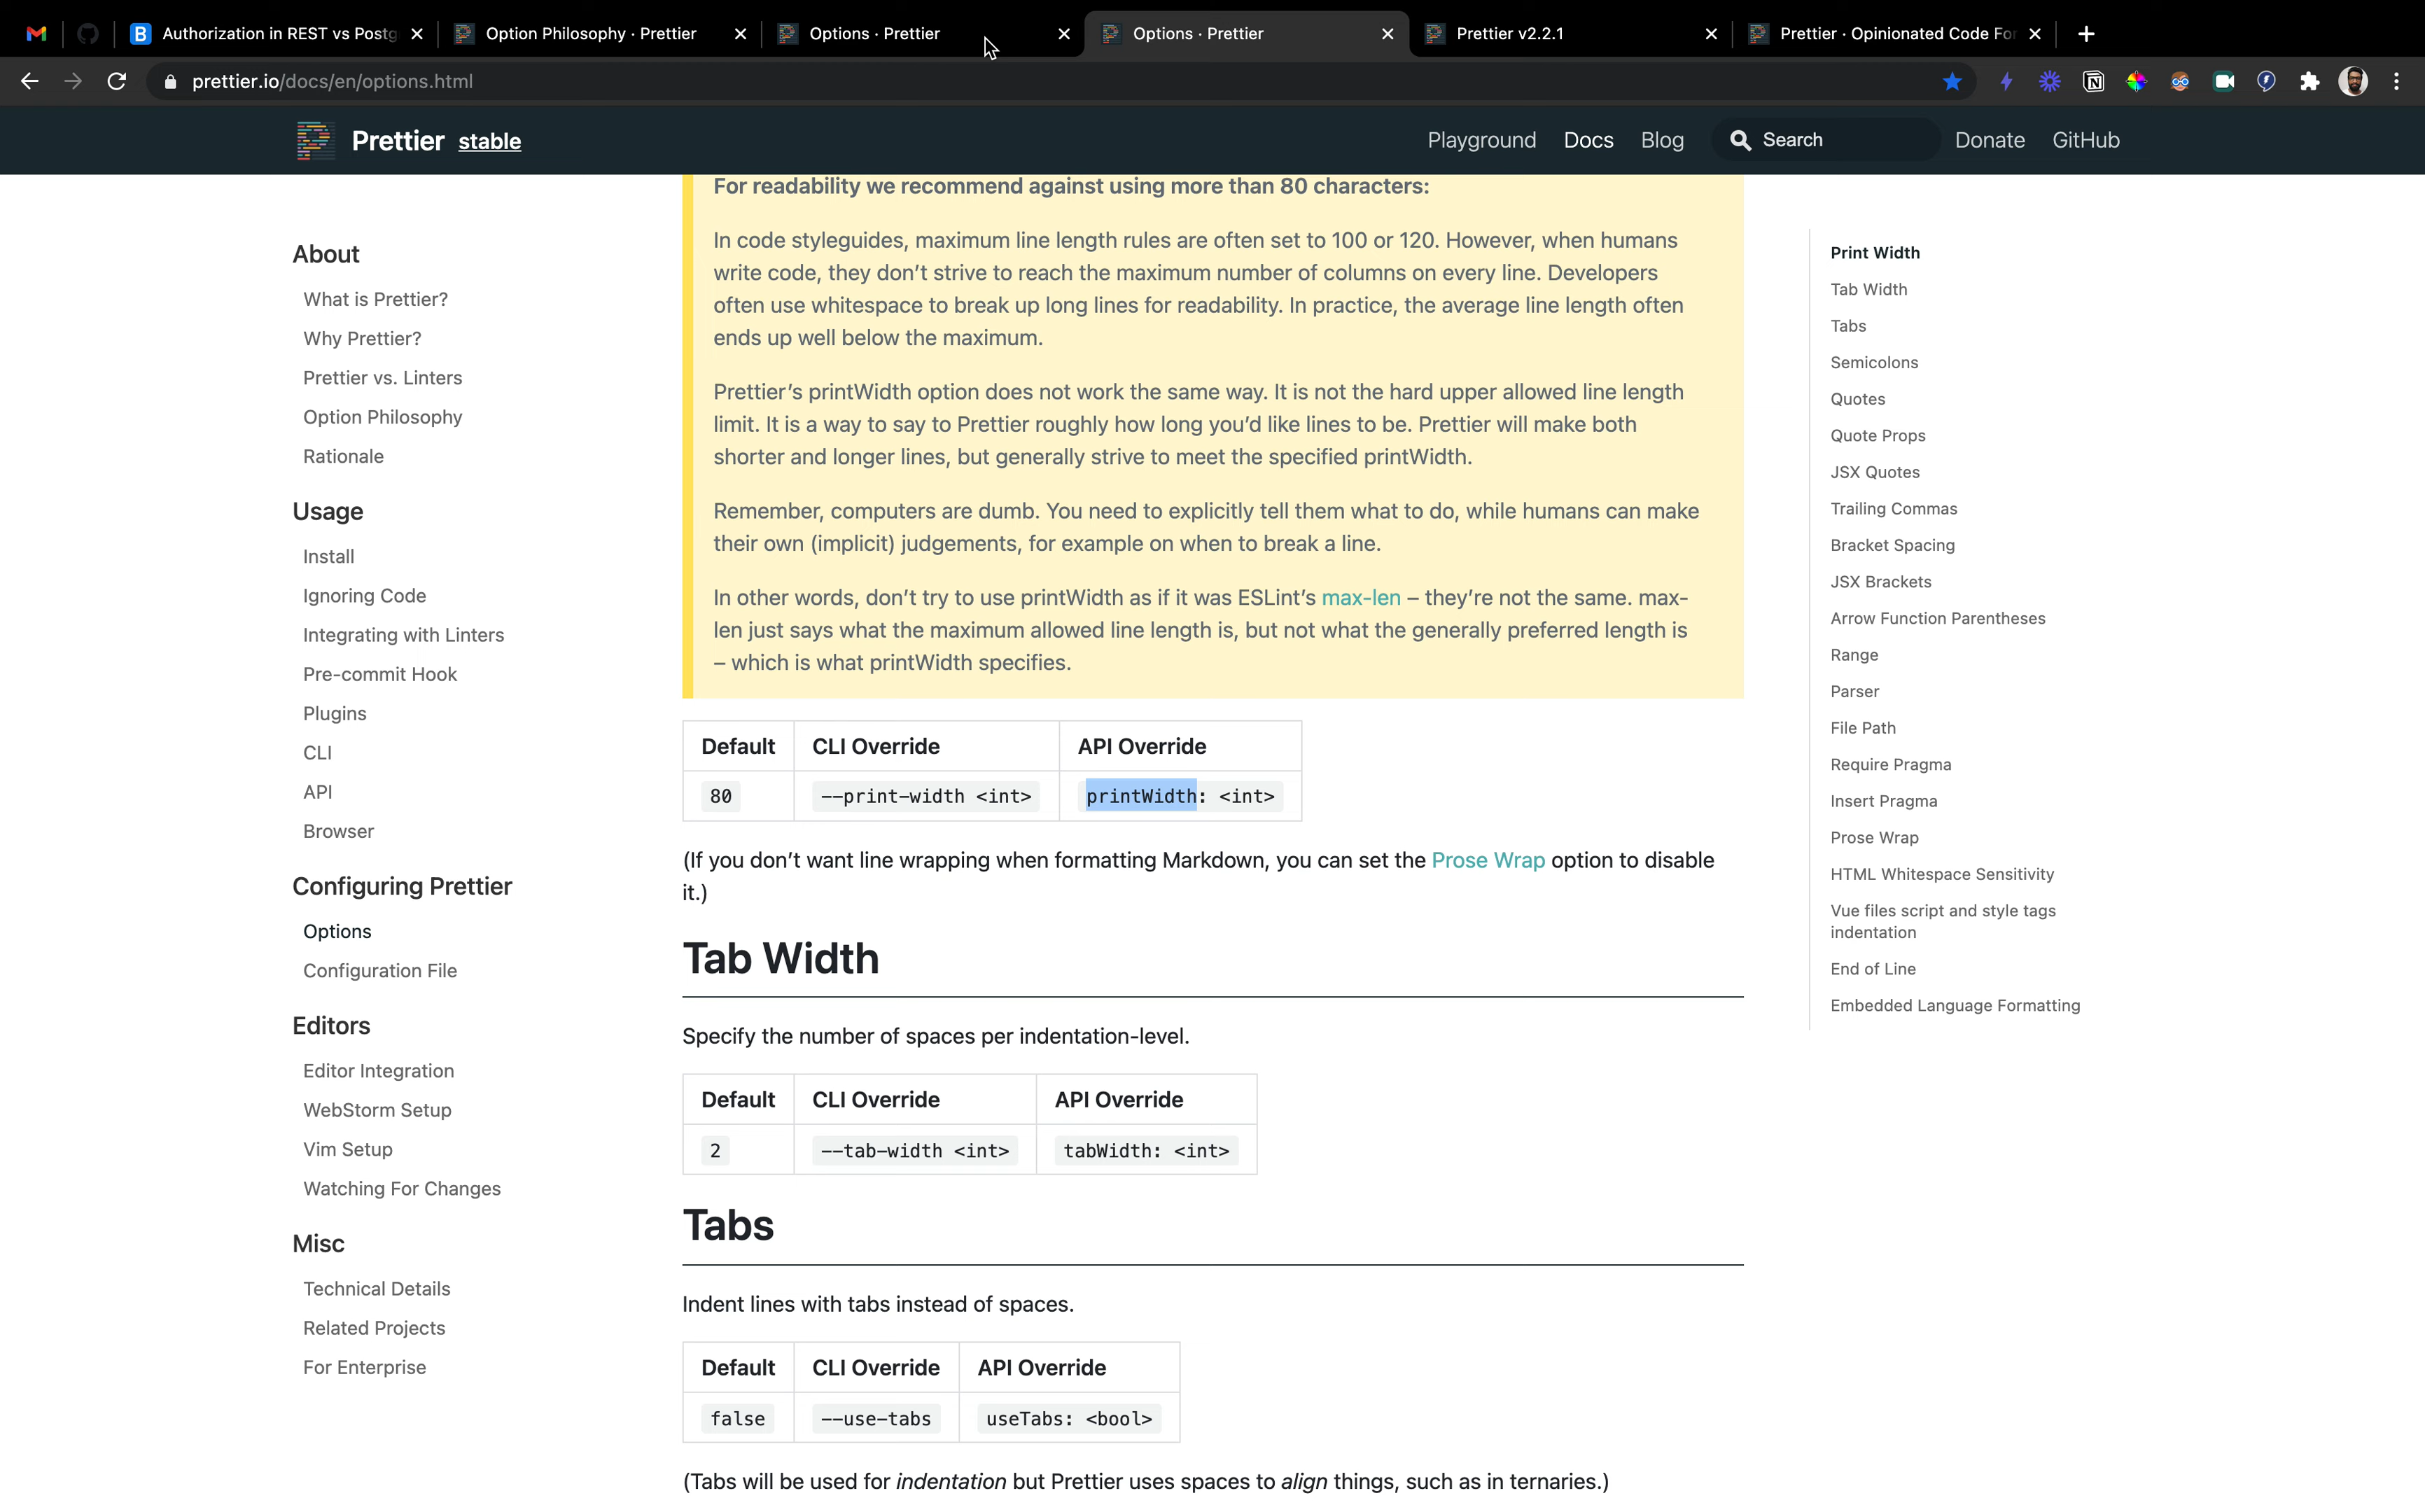 Authorization in REST vs Postg
Option Philosophy · Prettier
Options · Prettier
Options · Prettier
Prettier v2.2.1
Prettier · Opinionated Code For
prettier.io/docs/en/options.html
Prettier stable
Playground
Docs
Blog
Search
Donate
GitHub
About
What is Prettier?
Why Prettier?
Prettier vs. Linters
Option Philosophy
Rationale
Usage
Install
Ignoring Code
Integrating with Linters
Pre-commit Hook
Plugins
CLI
API
Browser
Configuring Prettier
Options
Configuration File
Editors
Editor Integration
WebStorm Setup
Vim Setup
Watching For Changes
Misc
Technical Details
Related Projects
For Enterprise
For readability we recommend against using more than 80 characters:
In code styleguides, maximum line length rules are often set to 100 or 120. However, when humans
write code, they don’t strive to reach the maximum number of columns on every line. Developers
often use whitespace to break up long lines for readability. In practice, the average line length often
ends up well below the maximum.
Prettier’s printWidth option does not work the same way. It is not the hard upper allowed line length
limit. It is a way to say to Prettier roughly how long you’d like lines to be. Prettier will make both
shorter and longer lines, but generally strive to meet the specified printWidth.
Remember, computers are dumb. You need to explicitly tell them what to do, while humans can make
their own (implicit) judgements, for example on when to break a line.
In other words, don’t try to use printWidth as if it was ESLint’s max-len – they’re not the same. max-
len just says what the maximum allowed line length is, but not what the generally preferred length is
– which is what printWidth specifies.
Default CLI Override API Override
80 --print-width <int> printWidth: <int>
(If you don’t want line wrapping when formatting Markdown, you can set the Prose Wrap option to disable
it.)
Tab Width
Specify the number of spaces per indentation-level.
Default CLI Override API Override
2 --tab-width <int> tabWidth: <int>
Tabs
Indent lines with tabs instead of spaces.
Default CLI Override API Override
false --use-tabs useTabs: <bool>
(Tabs will be used for indentation but Prettier uses spaces to align things, such as in ternaries.)
Print Width
Tab Width
Tabs
Semicolons
Quotes
Quote Props
JSX Quotes
Trailing Commas
Bracket Spacing
JSX Brackets
Arrow Function Parentheses
Range
Parser
File Path
Require Pragma
Insert Pragma
Prose Wrap
HTML Whitespace Sensitivity
Vue files script and style tags
indentation
End of Line
Embedded Language Formatting